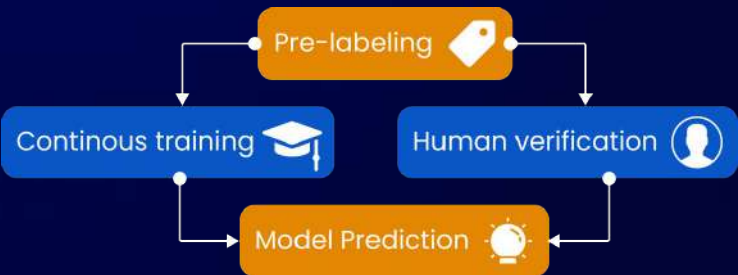 Pre-labeling
Continous training
Human verification
Model Prediction